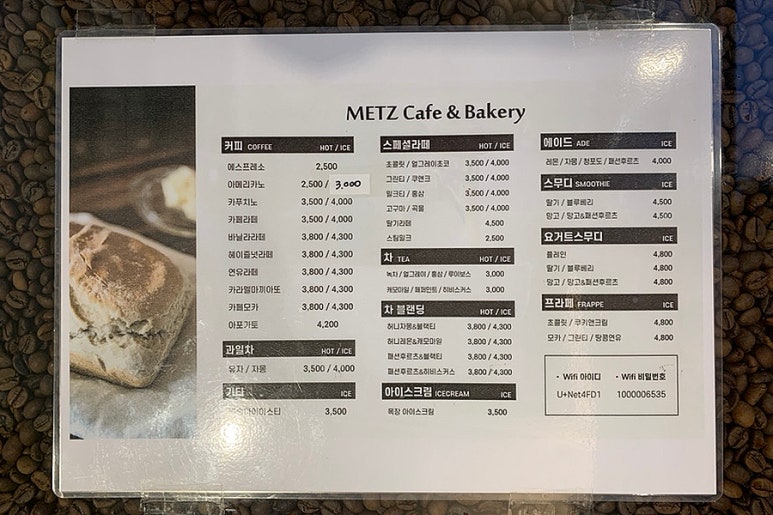 METZ Cafe & Bakery
커피 COFFEE HOT / ICE
에스프레소 2,500
아메리카노 2,500 / 3,000
카푸치노 3,500 / 4,000
카페라떼 3,500 / 4,000
바닐라라떼 3,800 / 4,300
헤이즐넛라떼 3,800 / 4,300
연유라떼 3,800 / 4,300
카라멜마끼아또 3,800 / 4,300
카페모카 3,800 / 4,300
아포가토 4,200
과일차 HOT / ICE
유자 / 자몽 3,500 / 4,000
기타 HOT / ICE
3,500
스페셜라떼 HOT / ICE
초콜릿 / 얼그레이초코 3,500 / 4,000
그린티 / 쿠앤크 3,500 / 4,000
밀크티 / 홍삼 3,500 / 4,000
고구마 / 곡물 3,500 / 4,000
딸기라떼 4,500
스팀밀크 2,500
차 TEA HOT / ICE
녹차 / 얼그레이 / 홍차 / 루이보스 3,000
캐모마일 / 페퍼민트 / 히비스커스 3,000
차 블랜딩 HOT / ICE
허니자몽&블랙티 3,800 / 4,300
허니레몬&캐모마일 3,800 / 4,300
패션후르츠&블랙티 3,800 / 4,300
패션후르츠&히비스커스 3,800 / 4,300
아이스크림 ICECREAM ICE
목장 아이스크림 3,500
에이드 ADE ICE
레몬 / 자몽 / 청포도 / 패션후르츠 4,000
스무디 SMOOTHIE ICE
딸기 / 블루베리 4,500
망고 / 망고&패션후르츠 4,500
요거트스무디 ICE
플레인 4,800
딸기 / 블루베리 4,800
망고 / 망고&패션후르츠 4,800
프라페 FRAPPE ICE
초콜릿 / 쿠키앤크림 4,800
모카 / 그린티 / 땅콩연유 4,800
· Wifi 아이디 · Wifi 비밀번호
U+Net4FD1 1000006535